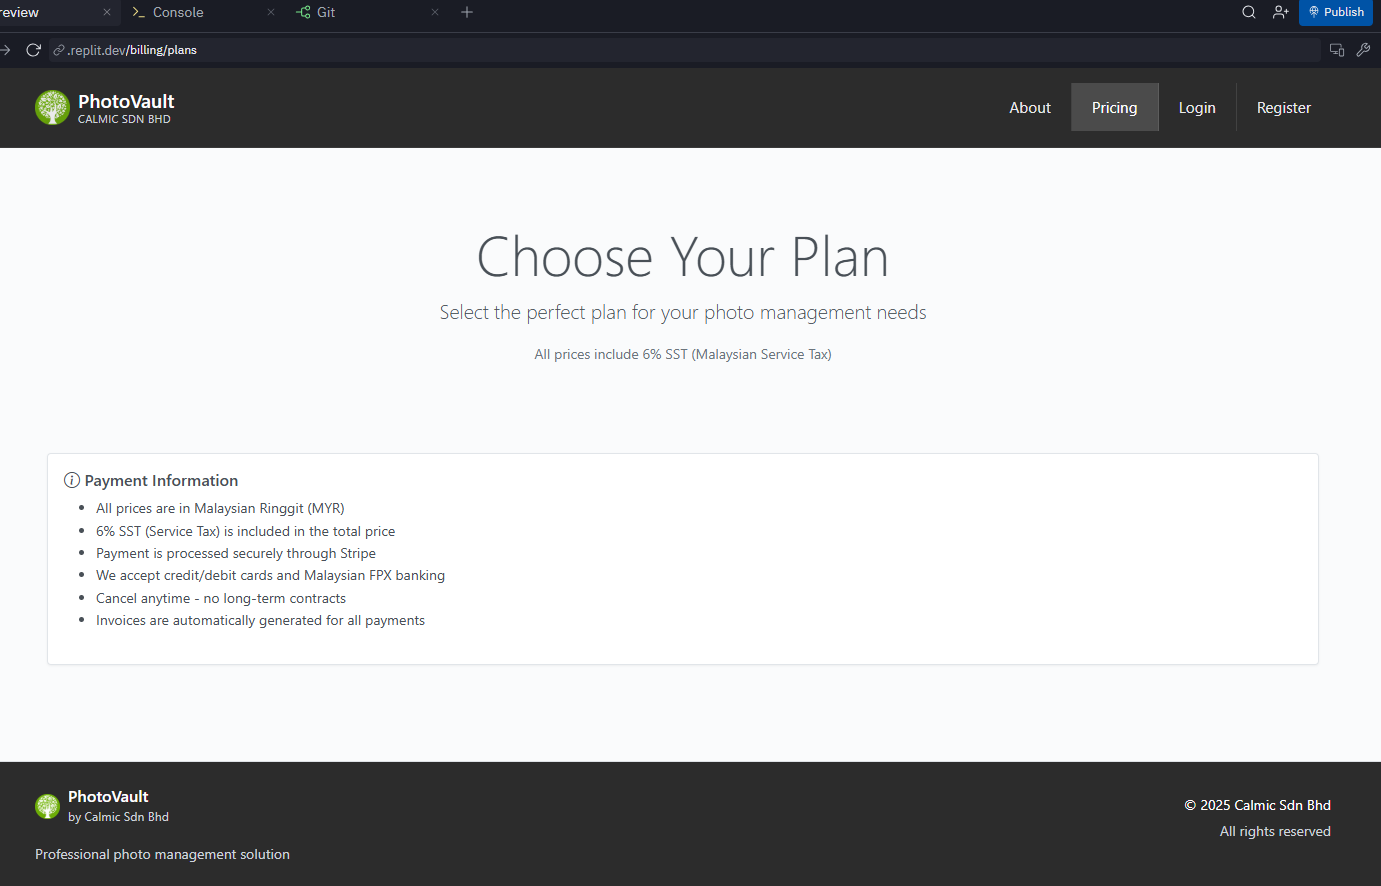 review
Console
Git
Publish
.replit.dev/billing/plans
PhotoVault
CALMIC SDN BHD
About
Pricing
Login
Register
Choose Your Plan
Select the perfect plan for your photo management needs
All prices include 6% SST (Malaysian Service Tax)
Payment Information
All prices are in Malaysian Ringgit (MYR)
6% SST (Service Tax) is included in the total price
Payment is processed securely through Stripe
We accept credit/debit cards and Malaysian FPX banking
Cancel anytime - no long-term contracts
Invoices are automatically generated for all payments
PhotoVault
by Calmic Sdn Bhd
Professional photo management solution
© 2025 Calmic Sdn Bhd
All rights reserved